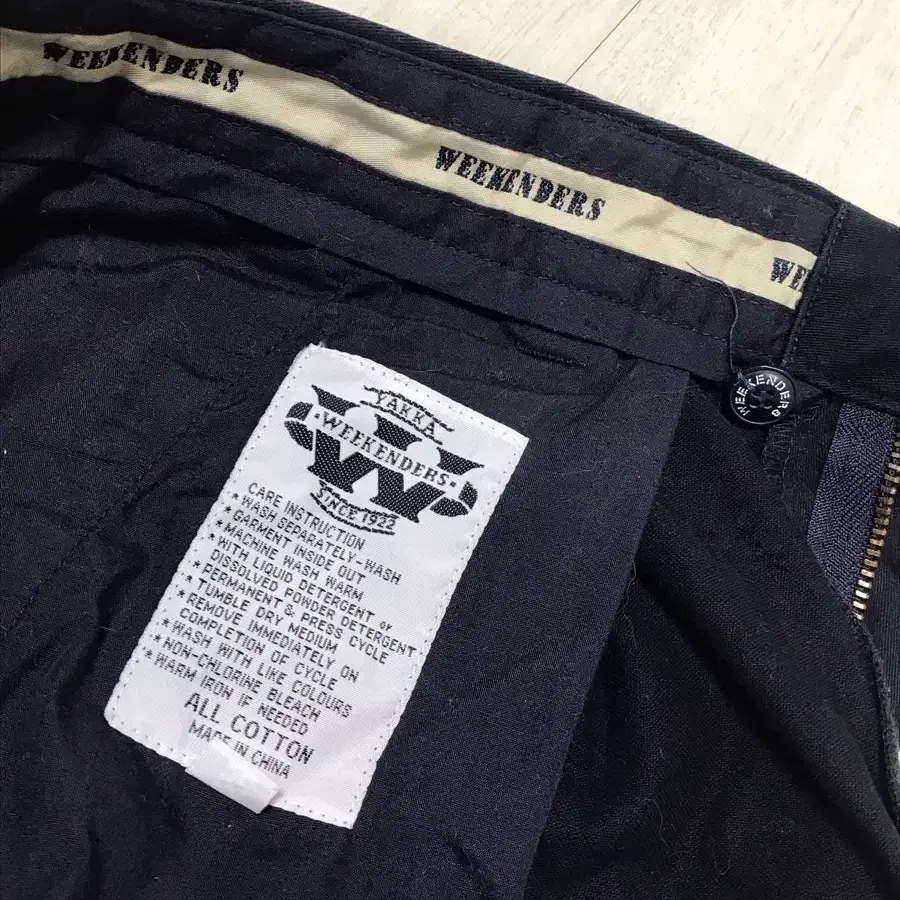 WEEKENDERS
WEEKENDERS
WE
WEEKENDERS
YAKKA
WEEKENDERS
SINCE 1922
CARE INSTRUCTION
* WASH SEPARATELY-WASH
* GARMENT INSIDE OUT
* MACHINE WASH WARM
* WITH LIQUID DETERGENT or
DISSOLVED POWDER DETERGENT
* PERMANENT & PRESS CYCLE
* TUMBLE DRY MEDIUM
* REMOVE IMMEDIATELY ON
COMPLETION OF CYCLE
* WASH WITH LIKE COLOURS
* NON-CHLORINE BLEACH
* WARM IRON IF NEEDED
ALL COTTON
MADE IN CHINA